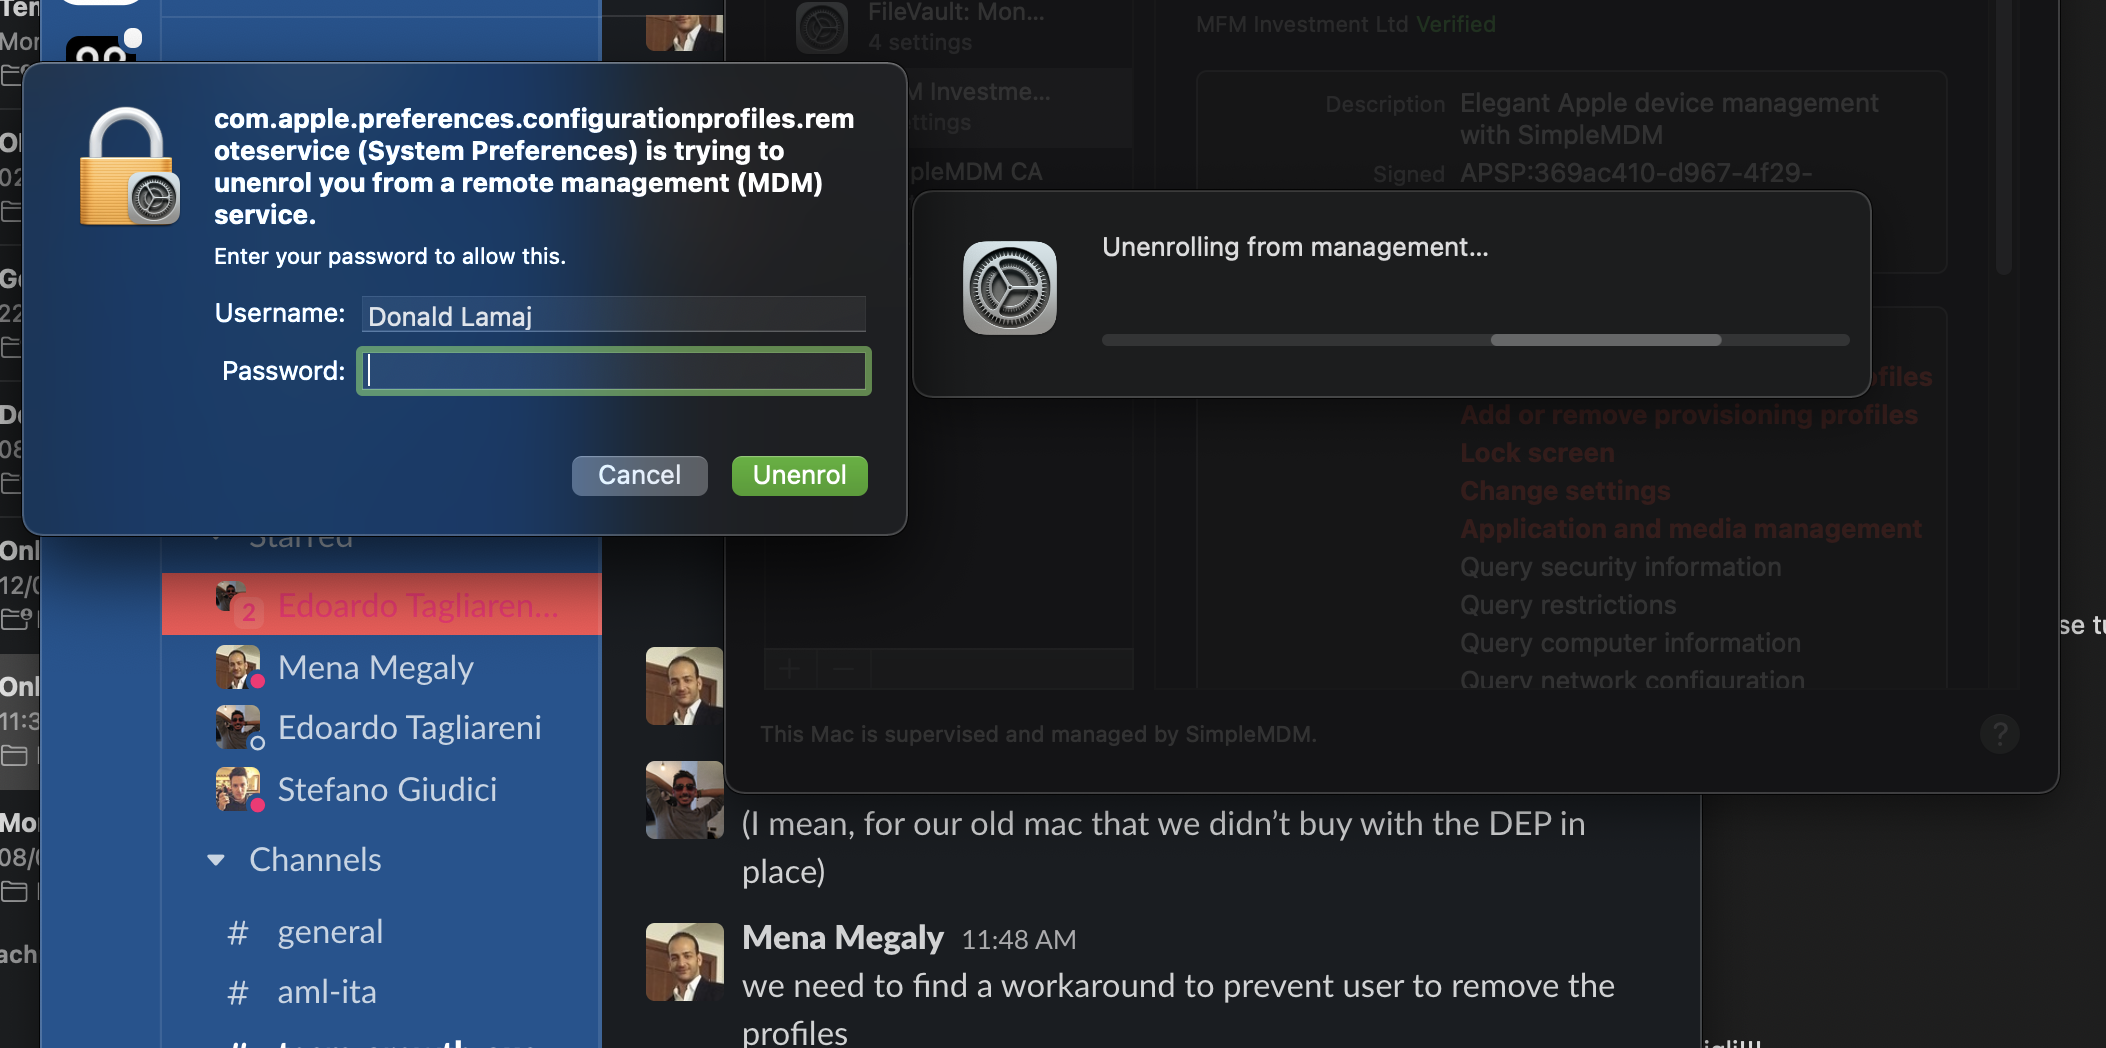 Mor
FileVault: Mon...
4 settings
MFM Investment Ltd Verified
com.apple.preferences.configurationprofiles.rem
oteservice (System Preferences) is trying to
unenrol you from a remote management (MDM)
service.
Enter your password to allow this.
Username: Donald Lamaj
Password:
Cancel
Unenrol
M Investme...
ttings
pleMDM CA
Description Elegant Apple device management
with SimpleMDM
Signed APSP:369ac410-d967-4f29-
Unenrolling from management...
ofiles
Add or remove provisioning profiles
Lock screen
Change settings
Application and media management
Query security information
Query restrictions
Query computer information
Query network configuration
+ −
This Mac is supervised and managed by SimpleMDM.
?
Onl
12/0
Onl
11:3
Mo
08/0
ach
Starred
2 Edoardo Tagliaren...
Mena Megaly
Edoardo Tagliareni
Stefano Giudici
Channels
# general
# aml-ita
(I mean, for our old mac that we didn’t buy with the DEP in
place)
Mena Megaly 11:48 AM
we need to find a workaround to prevent user to remove the
profiles
se tu